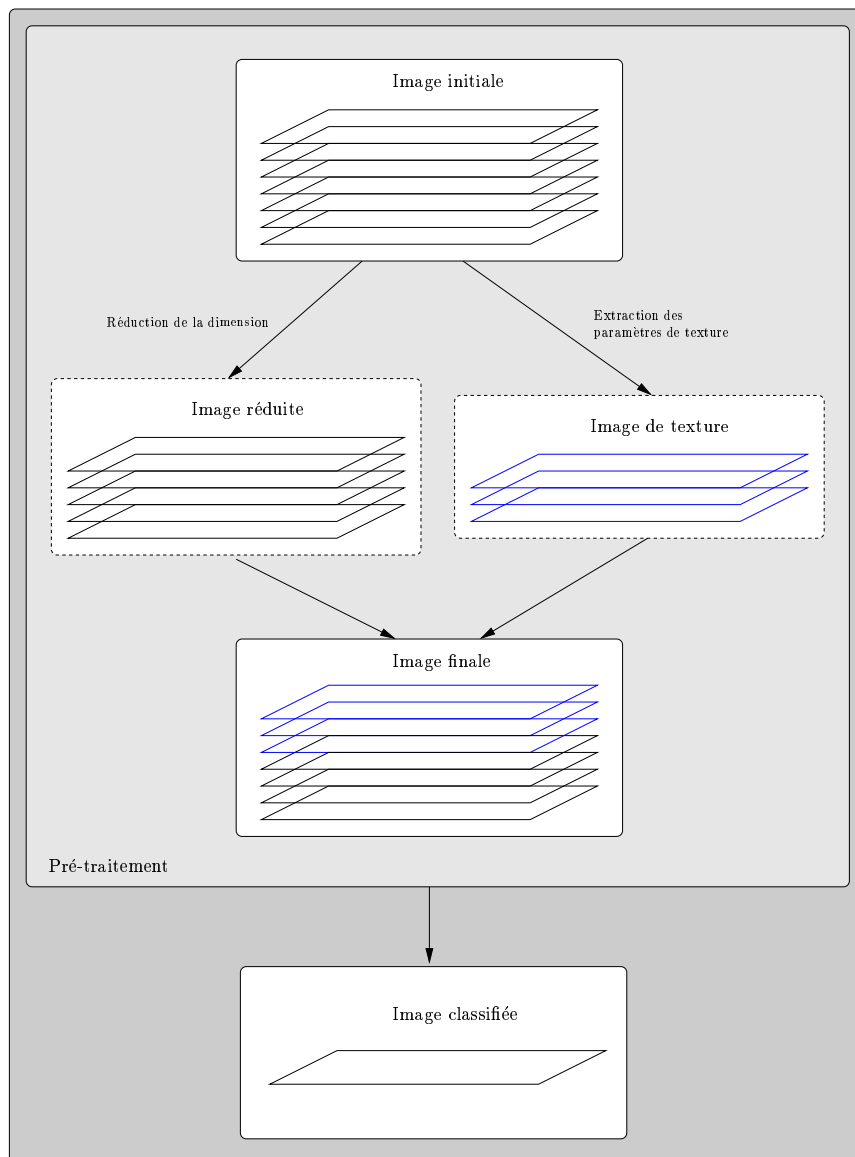 Image initiale
Réduction de la dimension
Extraction des
paramètres de texture
Image réduite
Image de texture
Image finale
Pré-traitement
Image classifiée